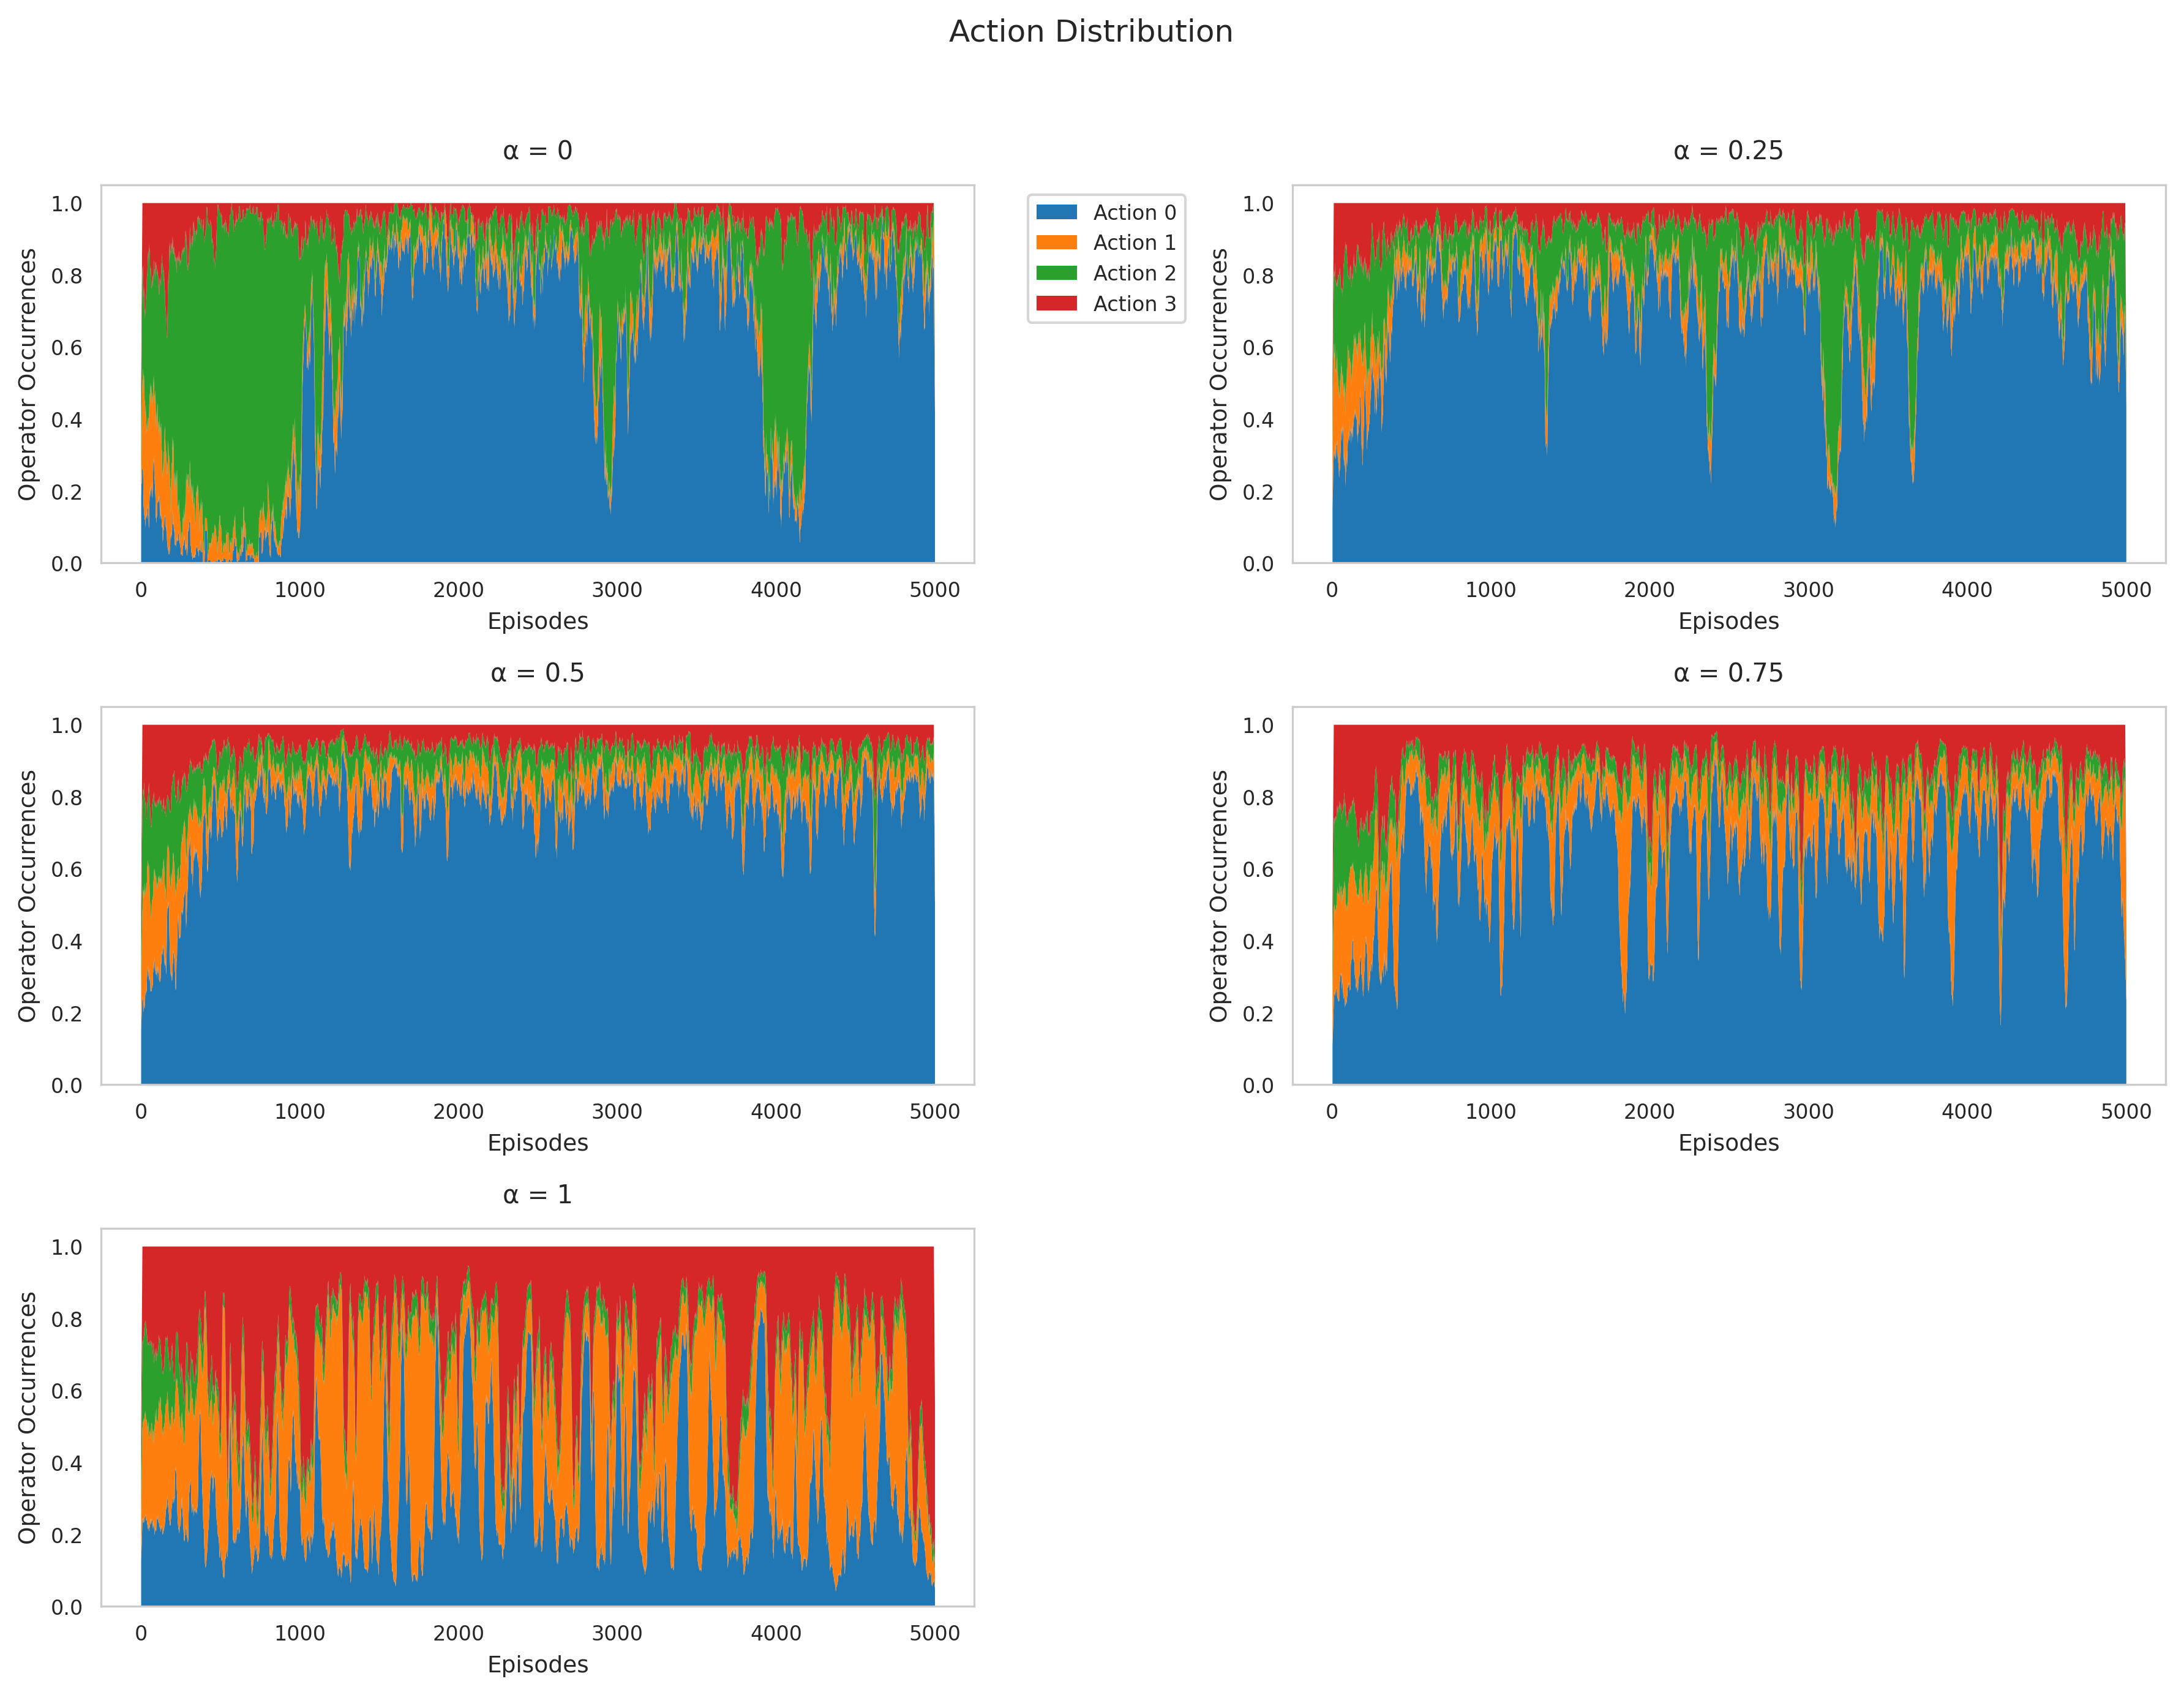 Action Distribution
α = 0
1.0
0.8
0.6
0.4
0.2
0.0
Operator Occurrences
0 1000 2000 3000 4000 5000
Episodes
Action 0
Action 1
Action 2
Action 3
α = 0.25
1.0
0.8
0.6
0.4
0.2
0.0
Operator Occurrences
0 1000 2000 3000 4000 5000
Episodes
α = 0.5
1.0
0.8
0.6
0.4
0.2
0.0
Operator Occurrences
0 1000 2000 3000 4000 5000
Episodes
α = 0.75
1.0
0.8
0.6
0.4
0.2
0.0
Operator Occurrences
0 1000 2000 3000 4000 5000
Episodes
α = 1
1.0
0.8
0.6
0.4
0.2
0.0
Operator Occurrences
0 1000 2000 3000 4000 5000
Episodes